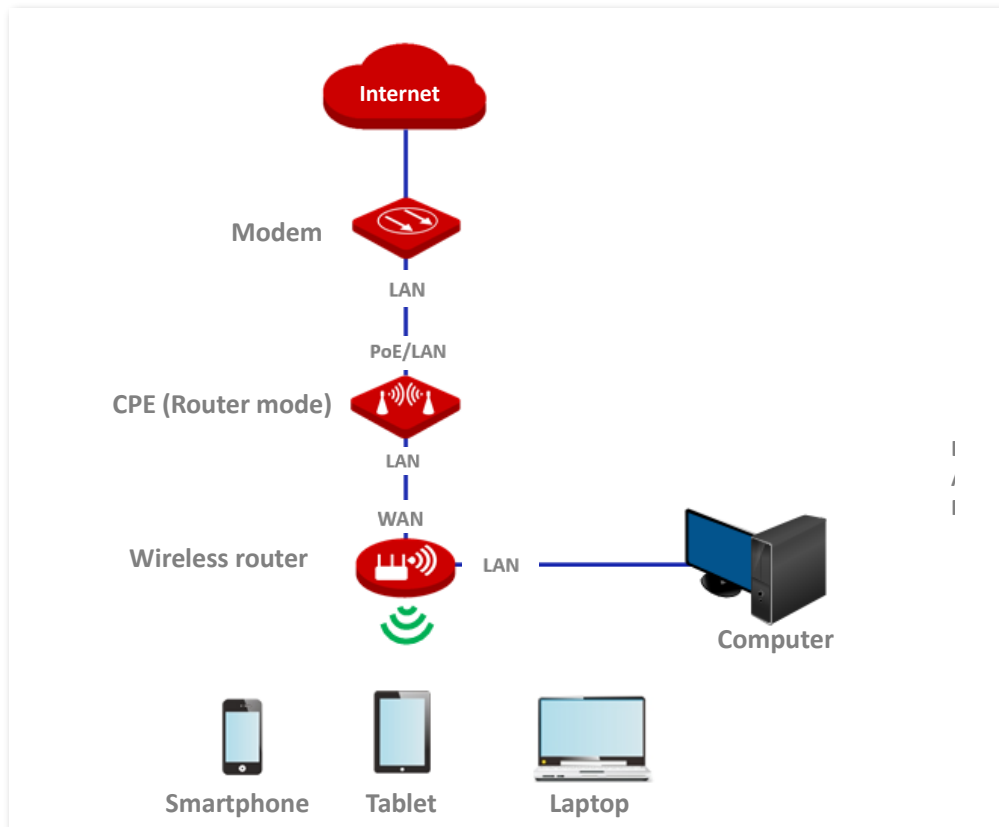 Internet
Modem
LAN
PoE/LAN
CPE (Router mode)
LAN
WAN
Wireless router
LAN
Computer
Smartphone
Tablet
Laptop